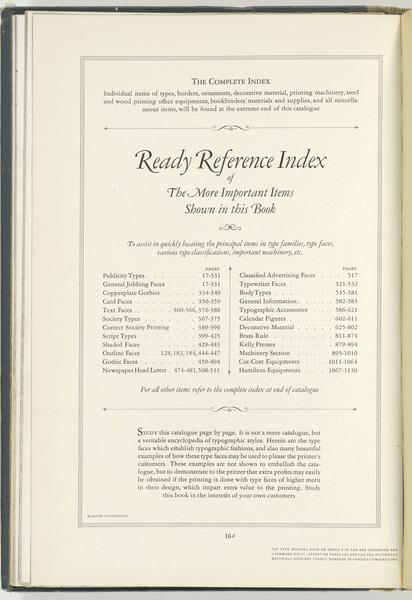 THE COMPLETE INDEX
Individual items of types, borders, ornaments, decorative material, printing machinery, steel
and wood printing office equipments, bookbinders' materials and supplies, and all miscella-
neous items, will be found at the extreme end of this catalogue
Ready Reference Index
of
The More Important Items
Shown in this Book
To assist in quickly locating the principal items in type families, type faces,
various type classifications, important machinery, etc.
PAGES
Publicity Types . . . . . . . 17-331
General Jobbing Faces . . . . 17-331
Copperplate Gothics . . . . 334-349
Card Faces . . . . . . . 350-359
Text Faces . . . . 360-366, 376-388
Society Types . . . . . . 367-375
Correct Society Printing . . . 389-396
Script Types . . . . . . . 399-425
Shaded Faces . . . . . . 429-443
Outline Faces . . 128, 182, 184, 444-447
Gothic Faces . . . . . . 459-494
Newspaper Head Letter . 474-481, 508-511
PAGES
Classified Advertising Faces . . . 517
Typewriter Faces . . . . . 521-532
Body Types . . . . . . . 535-581
General Information . . . . . 582-585
Typographic Accessories . . . 586-621
Calendar Figures . . . . . 602-611
Decorative Material . . . . 625-802
Brass Rule . . . . . . . 811-874
Kelly Presses . . . . . . 879-894
Machinery Section . . . . 895-1010
Cut-Cost Equipments . . . 1011-1064
Hamilton Equipments . . . 1067-1130
For all other items refer to the complete index at end of catalogue
STUDY this catalogue page by page. It is not a mere catalogue, but
a veritable encyclopedia of typographic styles. Herein are the type
faces which establish typographic fashions, and also many beautiful
examples of how these type faces may be used to please the printer's
customers. These examples are not shown to embellish the cata-
logue, but to demonstrate to the printer that extra profits may easily
be obtained if the printing is done with type faces of higher merit
in their design, which impart extra value to the printing. Study
this book in the interests of your own customers
16d